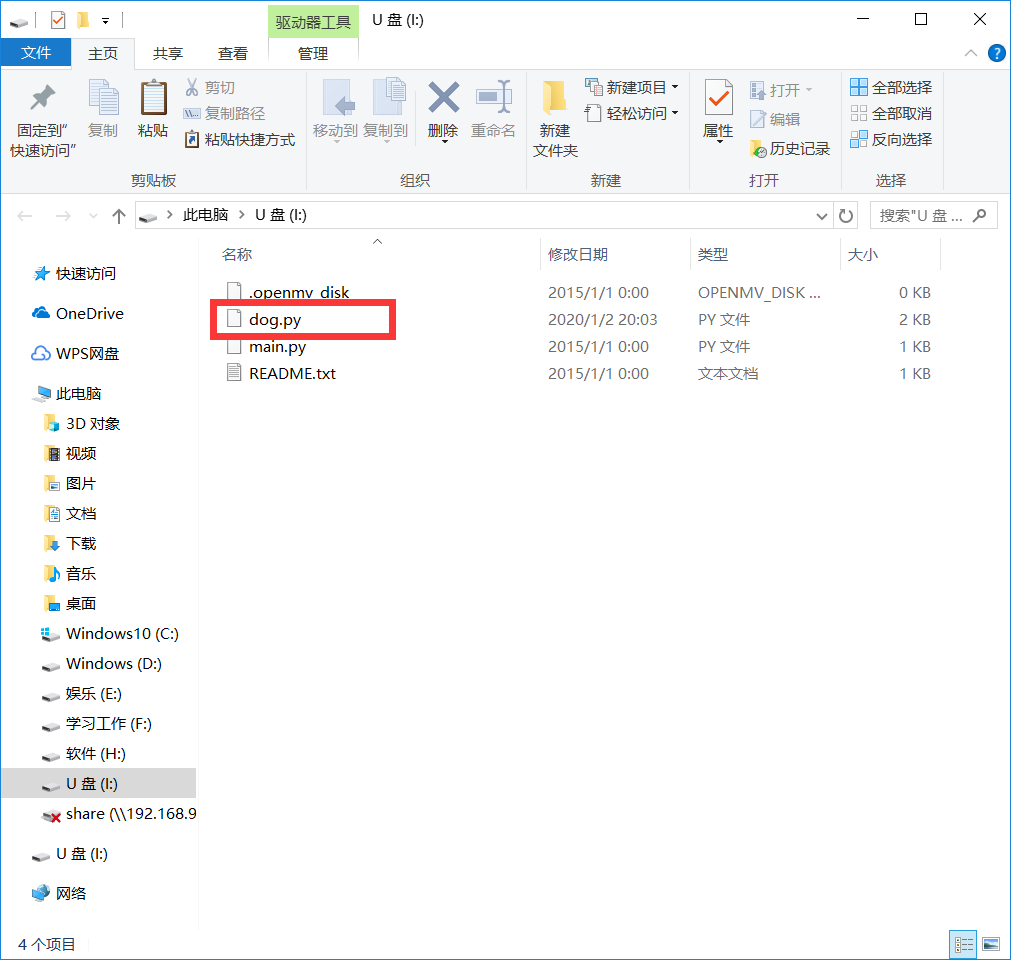 驱动器工具
U 盘 (I:)
文件
主页
共享
查看
管理
?
固定到"
快速访问"
复制
粘贴
剪切
复制路径
粘贴快捷方式
剪贴板
移动到
复制到
删除
重命名
组织
新建
文件夹
新建项目
轻松访问
新建
属性
打开
编辑
历史记录
打开
全部选择
全部取消
反向选择
选择
此电脑
U 盘 (I:)
搜索"U 盘 ...
名称
修改日期
类型
大小
.openmv_disk
2015/1/1 0:00
OPENMV_DISK ...
0 KB
dog.py
2020/1/2 20:03
PY 文件
2 KB
main.py
2015/1/1 0:00
PY 文件
1 KB
README.txt
2015/1/1 0:00
文本文档
1 KB
快速访问
OneDrive
WPS网盘
此电脑
3D 对象
视频
图片
文档
下载
音乐
桌面
Windows10 (C:)
Windows (D:)
娱乐 (E:)
学习工作 (F:)
软件 (H:)
U 盘 (I:)
share (\\192.168.9
U 盘 (I:)
网络
4 个项目